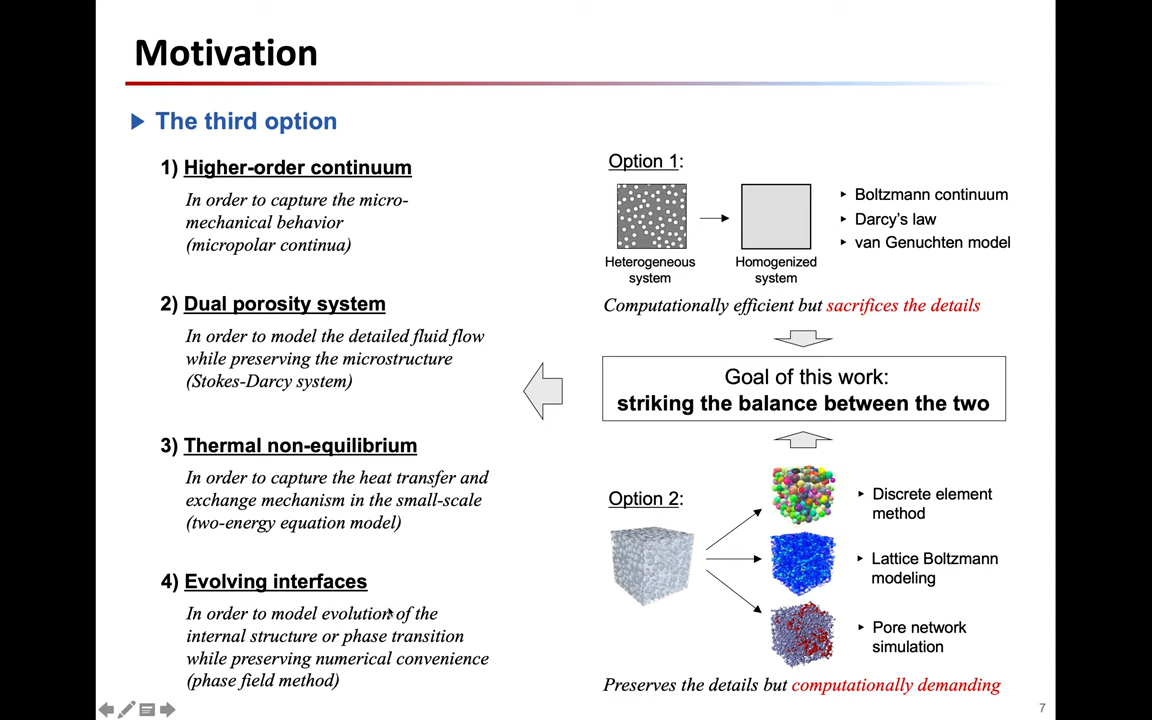 Motivation
The third option
1) Higher-order continuum
In order to capture the micro-
mechanical behavior
(micropolar continua)
2) Dual porosity system
In order to model the detailed fluid flow
while preserving the microstructure
(Stokes-Darcy system)
3) Thermal non-equilibrium
In order to capture the heat transfer and
exchange mechanism in the small-scale
(two-energy equation model)
4) Evolving interfaces
In order to model evolution of the
internal structure or phase transition
while preserving numerical convenience
(phase field method)
Option 1:
Heterogeneous
system
Homogenized
system
Boltzmann continuum
Darcy's law
van Genuchten model
Computationally efficient but sacrifices the details
Goal of this work:
striking the balance between the two
Option 2:
Discrete element
method
Lattice Boltzmann
modeling
Pore network
simulation
Preserves the details but computationally demanding
7